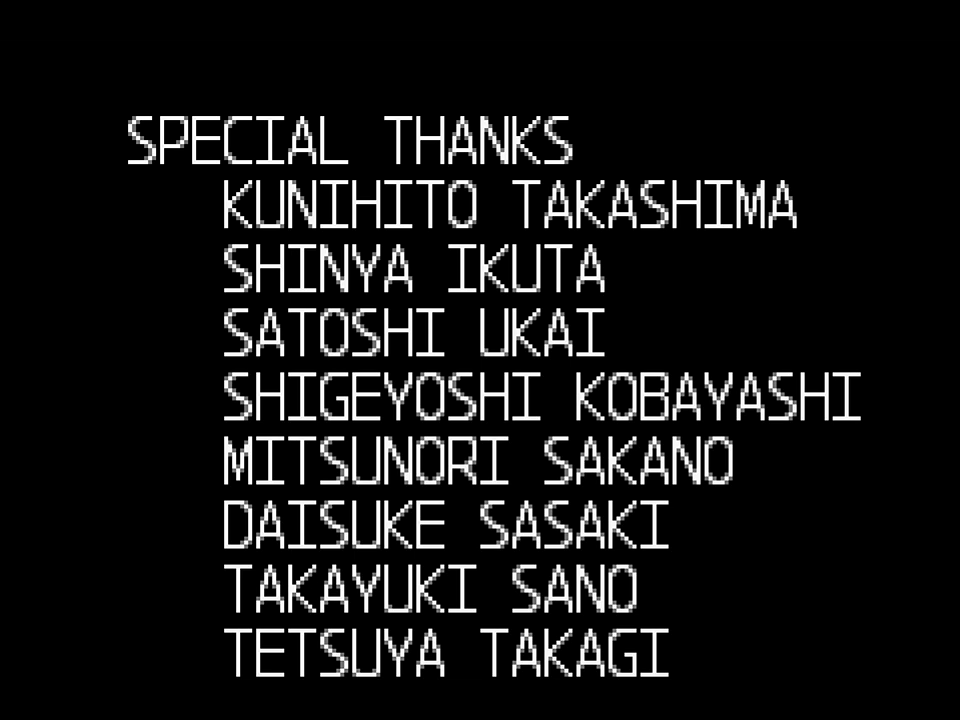 SPECIAL THANKS
KUNIHITO TAKASHIMA
SHINYA IKUTA
SATOSHI UKAI
SHIGEYOSHI KOBAYASHI
MITSUNORI SAKANO
DAISUKE SASAKI
TAKAYUKI SANO
TETSUYA TAKAGI